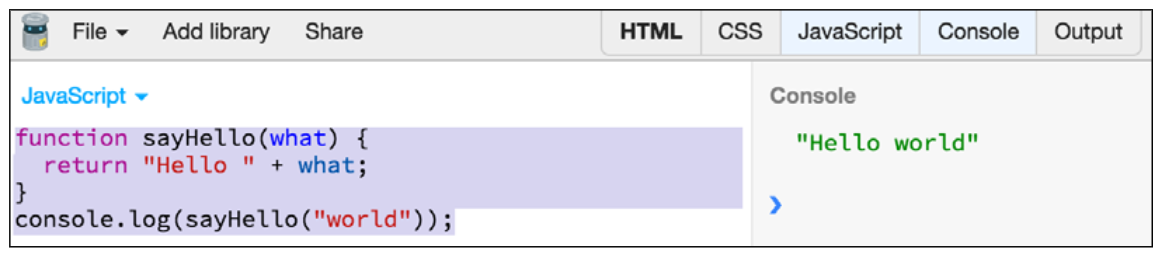 File Add library Share HTML CSS JavaScript Console Output
JavaScript
function sayHello(what) {
  return "Hello " + what;
}
console.log(sayHello("world"));
Console
"Hello world"
❯